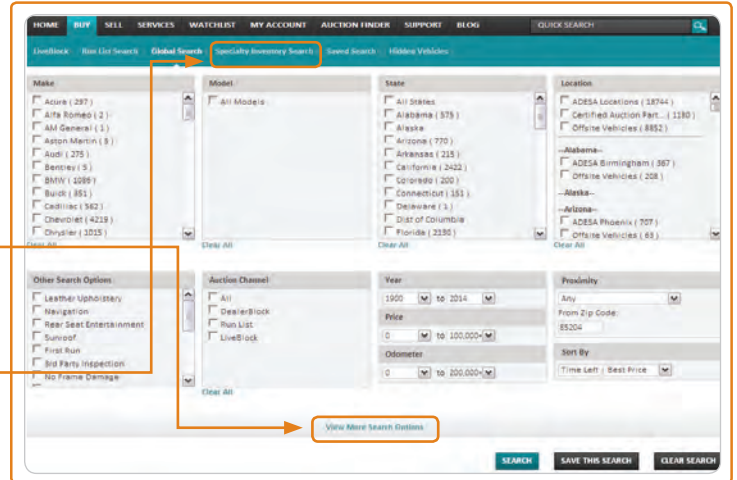 HOME BUY SELL SERVICES WATCHLIST MY ACCOUNT AUCTION FINDER SUPPORT BLOG QUICK SEARCH
LiveBlock Run List Search Global Search Specialty Inventory Search Saved Search Hidden Vehicles
Make
Acura ( 297 )
Alfa Romeo ( 2 )
AM General ( 1 )
Aston Martin ( 8 )
Audi ( 275 )
Bentley ( 5 )
BMW ( 1086 )
Buick ( 851 )
Cadillac ( 562 )
Chevrolet ( 4219 )
Chrysler ( 1015 )
Clear All
Model
All Models
Clear All
State
All States
Alabama ( 575 )
Alaska
Arizona ( 770 )
Arkansas ( 215 )
California ( 2422 )
Colorado ( 200 )
Connecticut ( 151 )
Delaware ( 1 )
Dist of Columbia
Florida ( 2130 )
Clear All
Location
ADESA Locations ( 18744 )
Certified Auction Part... ( 1180 )
Offsite Vehicles ( 8852 )
--Alabama--
ADESA Birmingham ( 367 )
Offsite Vehicles ( 208 )
--Alaska--
--Arizona--
ADESA Phoenix ( 707 )
Offsite Vehicles ( 63 )
Clear All
Other Search Options
Leather Upholstery
Navigation
Rear Seat Entertainment
Sunroof
First Run
3rd Party Inspection
No Frame Damage
Auction Channel
All
DealerBlock
Run List
LiveBlock
Clear All
Year
1900 to 2014
Price
0 to 100,000+
Odometer
0 to 200,000+
Proximity
Any
From Zip Code:
85204
Sort By
Time Left | Best Price
View More Search Options
SEARCH SAVE THIS SEARCH CLEAR SEARCH